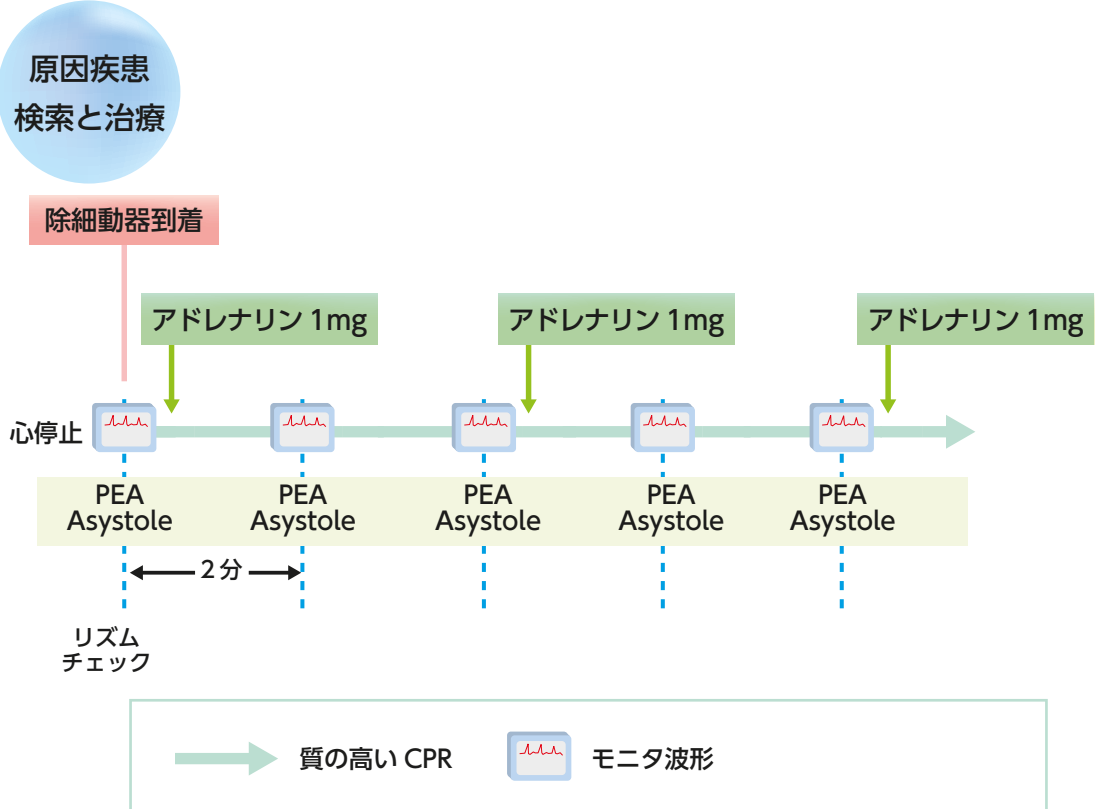 原因疾患
検索と治療
除細動器到着
アドレナリン 1mg
アドレナリン 1mg
アドレナリン 1mg
心停止
PEA
Asystole
PEA
Asystole
PEA
Asystole
PEA
Asystole
PEA
Asystole
2分
リズム
チェック
質の高い CPR
モニタ波形